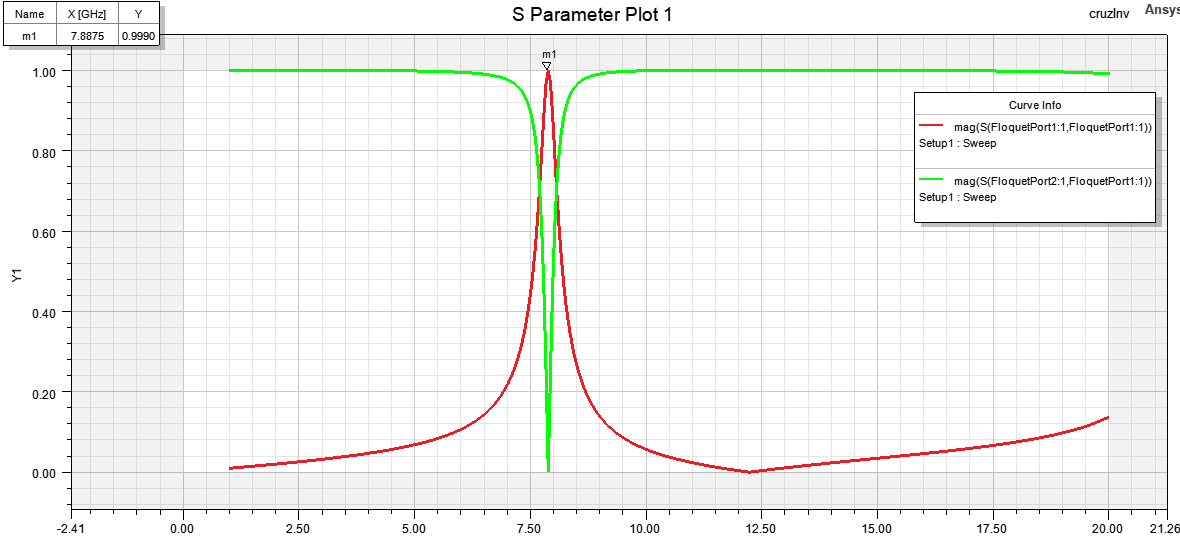 S Parameter Plot 1
cruzInv
Ansys
Name X [GHz] Y
m1 7.8875 0.9990
m1
Curve Info
mag(S(FloquetPort1:1,FloquetPort1:1))
Setup1 : Sweep
mag(S(FloquetPort2:1,FloquetPort1:1))
Setup1 : Sweep
Y1
1.00
0.80
0.60
0.40
0.20
0.00
-2.41 0.00 2.50 5.00 7.50 10.00 12.50 15.00 17.50 20.00 21.26